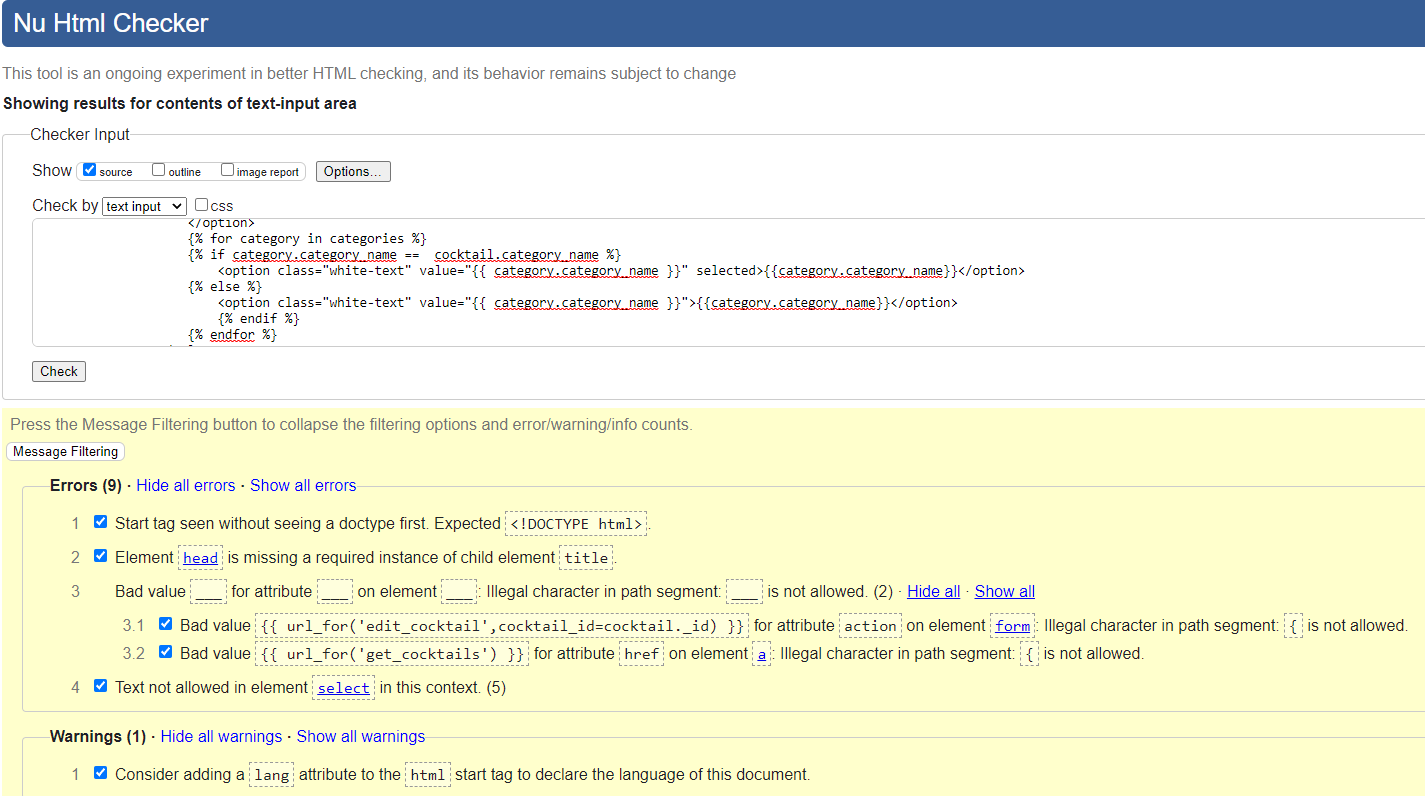 Nu Html Checker
This tool is an ongoing experiment in better HTML checking, and its behavior remains subject to change
Showing results for contents of text-input area
Checker Input
Show source outline image report Options...
Check by text input css
</option>
{% for category in categories %}
{% if category.category_name ==  cocktail.category_name %}
<option class="white-text" value="{{ category.category_name }}" selected>{{category.category_name}}</option>
{% else %}
<option class="white-text" value="{{ category.category_name }}">{{category.category_name}}</option>
{% endif %}
{% endfor %}
Check
Press the Message Filtering button to collapse the filtering options and error/warning/info counts.
Message Filtering
Errors (9) · Hide all errors · Show all errors
1 Start tag seen without seeing a doctype first. Expected <!DOCTYPE html>.
2 Element head is missing a required instance of child element title.
3 Bad value ___ for attribute ___ on element ___: Illegal character in path segment: ___ is not allowed. (2) · Hide all · Show all
3.1 Bad value {{ url_for('edit_cocktail',cocktail_id=cocktail._id) }} for attribute action on element form: Illegal character in path segment: { is not allowed.
3.2 Bad value {{ url_for('get_cocktails') }} for attribute href on element a: Illegal character in path segment: { is not allowed.
4 Text not allowed in element select in this context. (5)
Warnings (1) · Hide all warnings · Show all warnings
1 Consider adding a lang attribute to the html start tag to declare the language of this document.